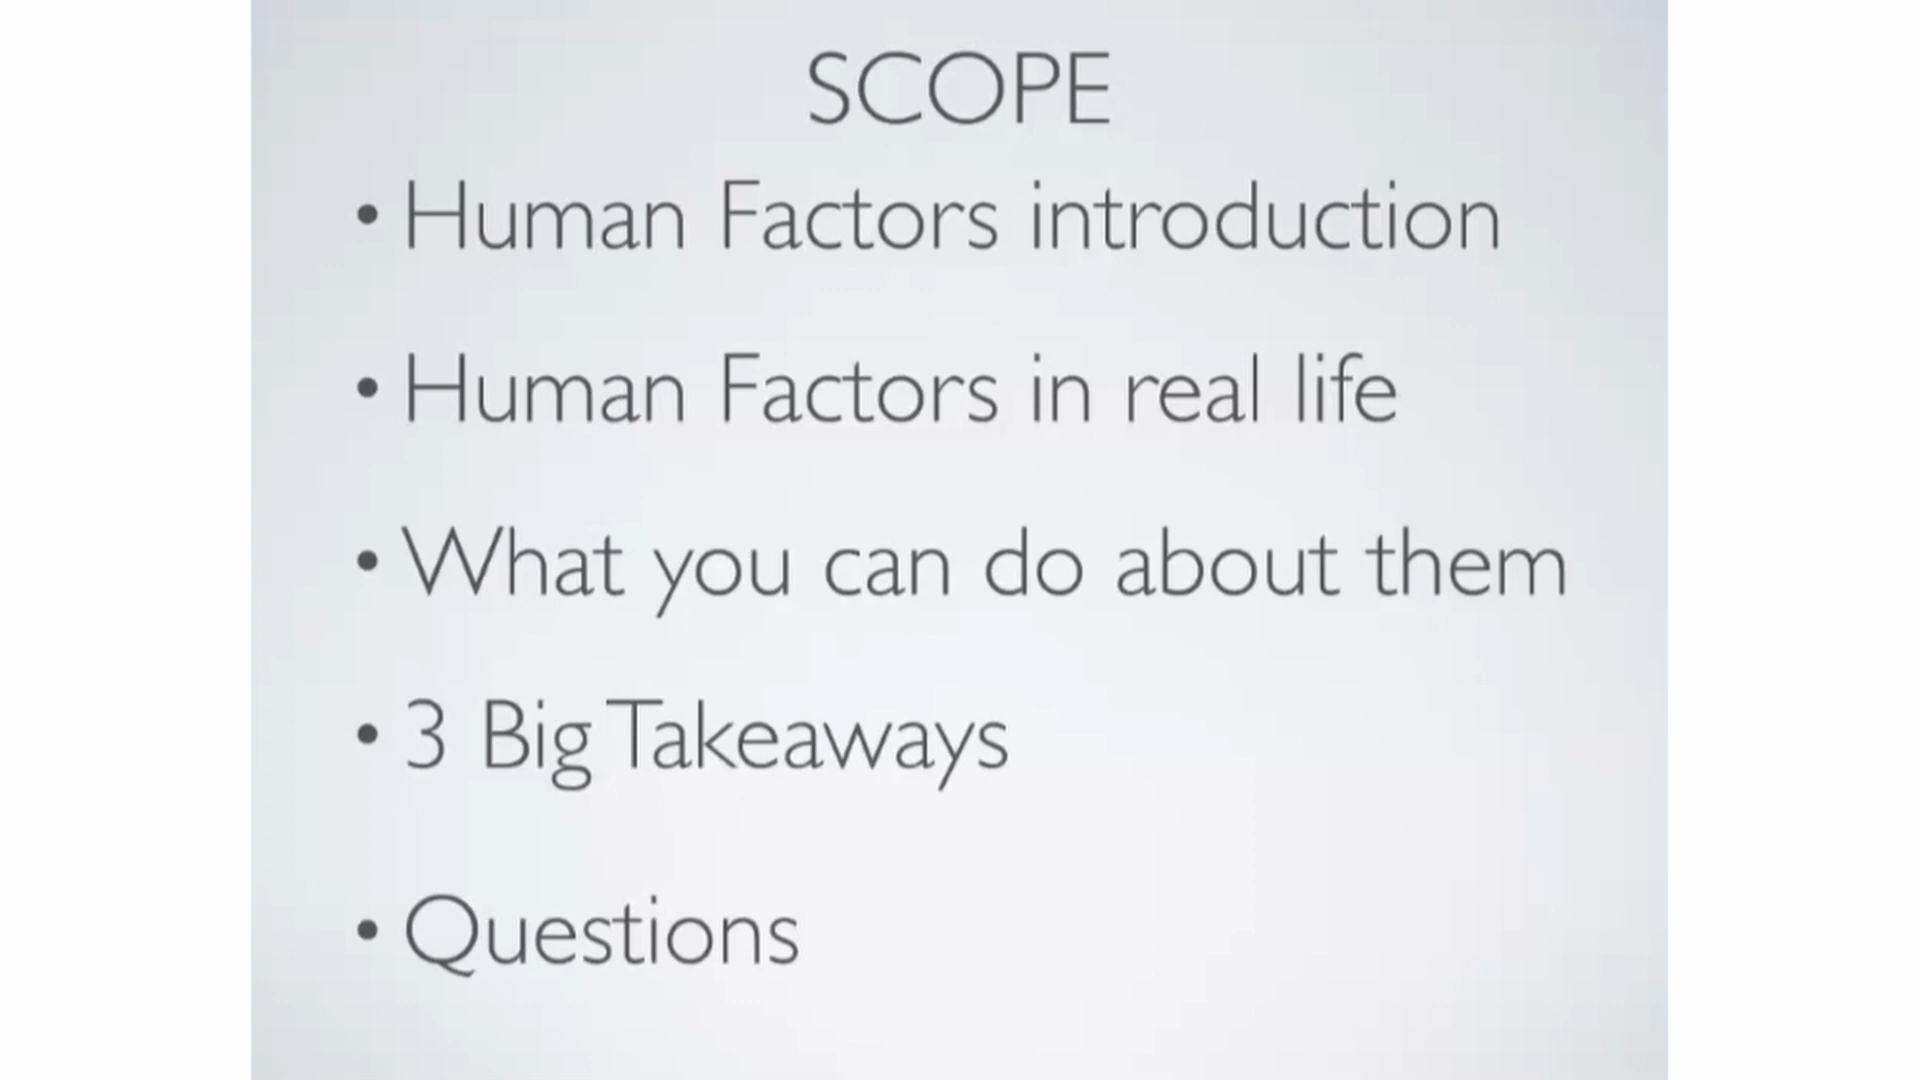 SCOPE
• Human Factors introduction
• Human Factors in real life
• What you can do about them
• 3 Big Takeaways
• Questions